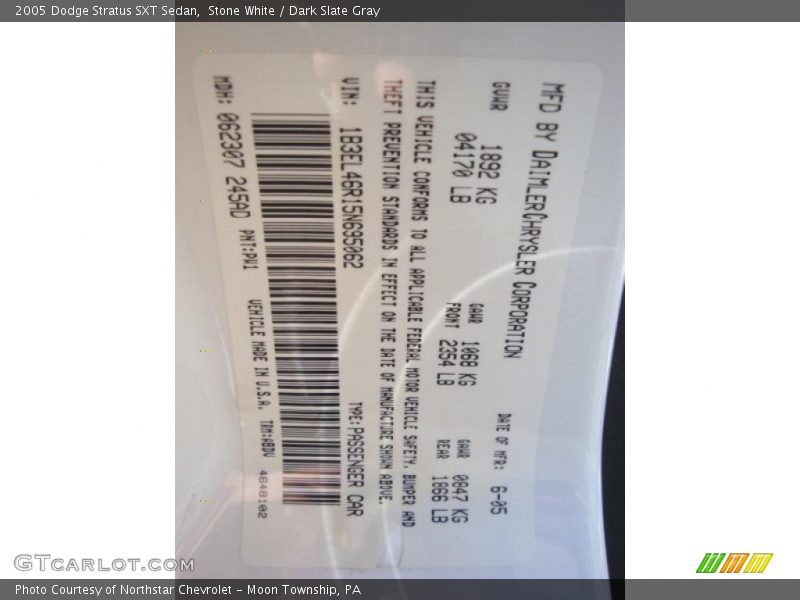 2005 Dodge Stratus SXT Sedan,  Stone White / Dark Slate Gray
MFD BY DAIMLERCHRYSLER CORPORATION
DATE OF MFR: 6-05
GVWR 1892 KG
04170 LB
GAWR 1068 KG
FRONT 2354 LB
GAWR 0847 KG
REAR 1866 LB
THIS VEHICLE CONFORMS TO ALL APPLICABLE FEDERAL MOTOR VEHICLE SAFETY, BUMPER AND
THEFT PREVENTION STANDARDS IN EFFECT ON THE DATE OF MANUFACTURE SHOWN ABOVE.
VIN: 1B3EL46R15N695062 TYPE: PASSENGER CAR
MDH: 062307 245AD PNT:PW1 VEHICLE MADE IN U.S.A. TRM:ABDV 4648102
GTcarlot.com
Photo Courtesy of Northstar Chevrolet - Moon Township, PA